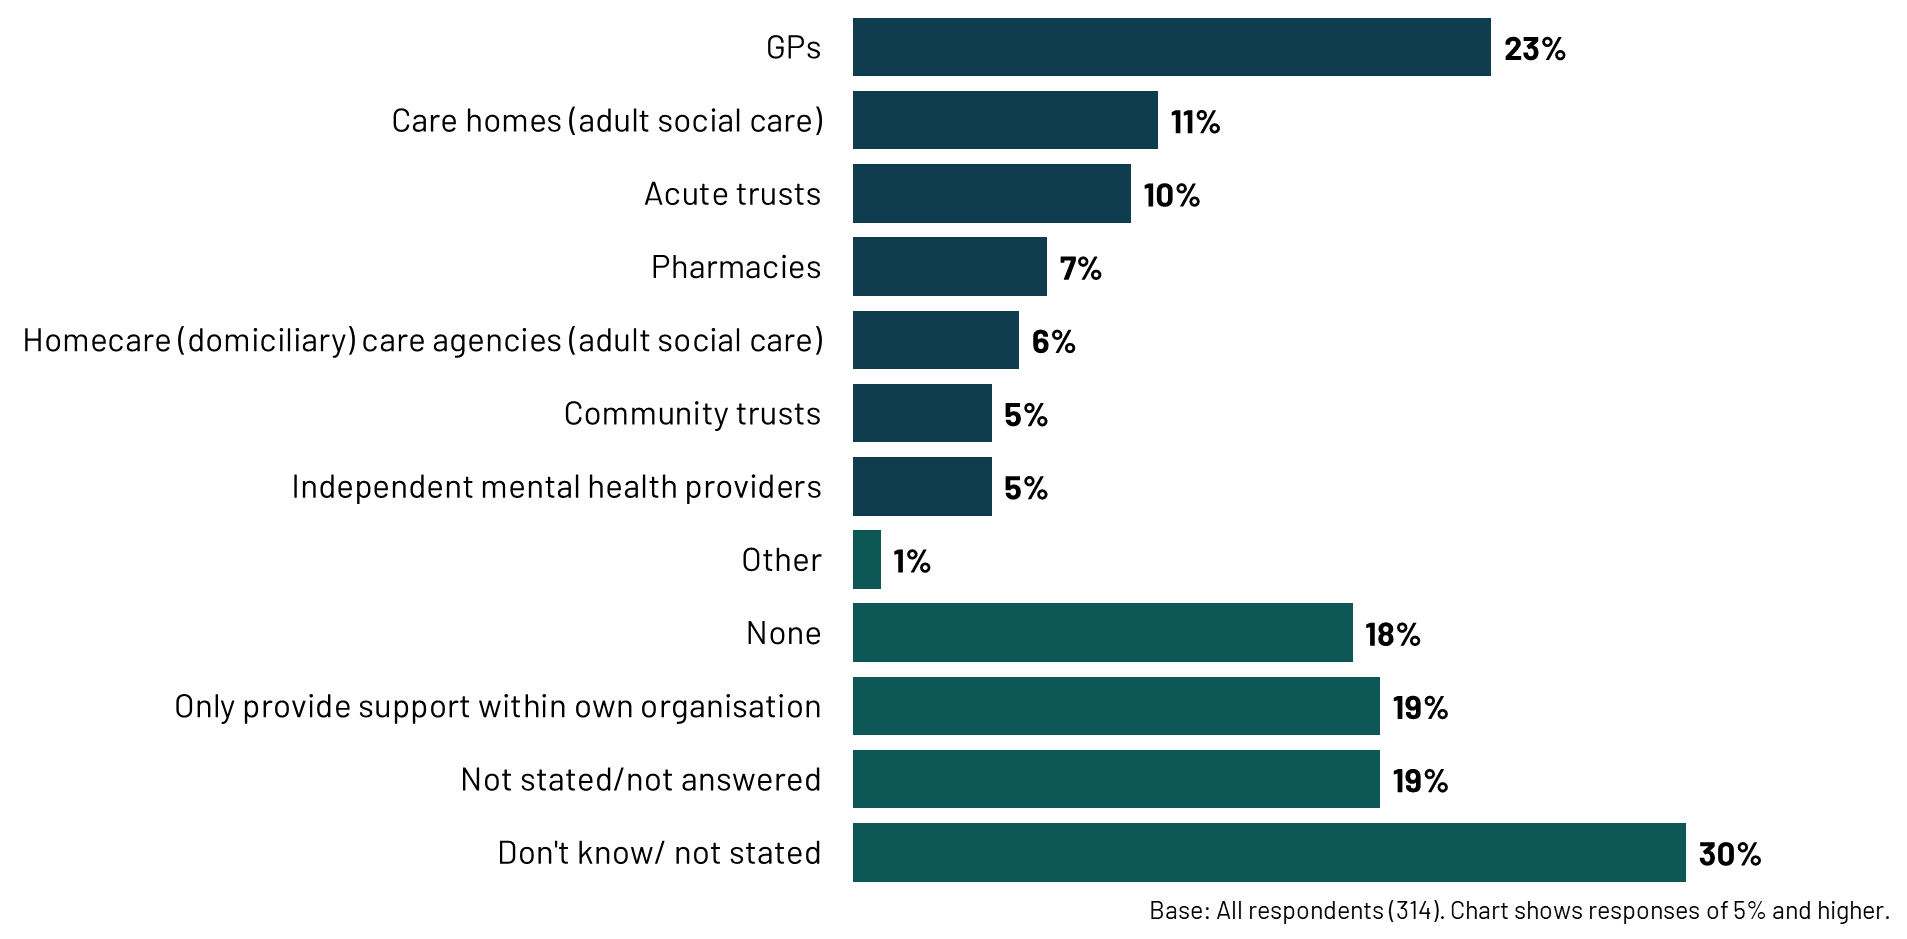 GPs 23%
Care homes (adult social care) 11%
Acute trusts 10%
Pharmacies 7%
Homecare (domiciliary) care agencies (adult social care) 6%
Community trusts 5%
Independent mental health providers 5%
Other 1%
None 18%
Only provide support within own organisation 19%
Not stated/not answered 19%
Don't know/ not stated 30%
Base: All respondents (314). Chart shows responses of 5% and higher.